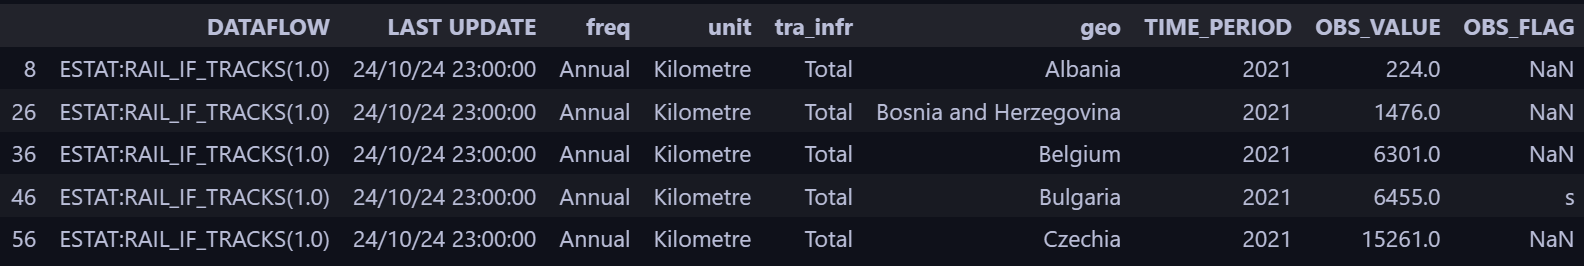 DATAFLOW LAST UPDATE freq unit tra_infr geo TIME_PERIOD OBS_VALUE OBS_FLAG
8 ESTAT:RAIL_IF_TRACKS(1.0) 24/10/24 23:00:00 Annual Kilometre Total Albania 2021 224.0 NaN
26 ESTAT:RAIL_IF_TRACKS(1.0) 24/10/24 23:00:00 Annual Kilometre Total Bosnia and Herzegovina 2021 1476.0 NaN
36 ESTAT:RAIL_IF_TRACKS(1.0) 24/10/24 23:00:00 Annual Kilometre Total Belgium 2021 6301.0 NaN
46 ESTAT:RAIL_IF_TRACKS(1.0) 24/10/24 23:00:00 Annual Kilometre Total Bulgaria 2021 6455.0 s
56 ESTAT:RAIL_IF_TRACKS(1.0) 24/10/24 23:00:00 Annual Kilometre Total Czechia 2021 15261.0 NaN